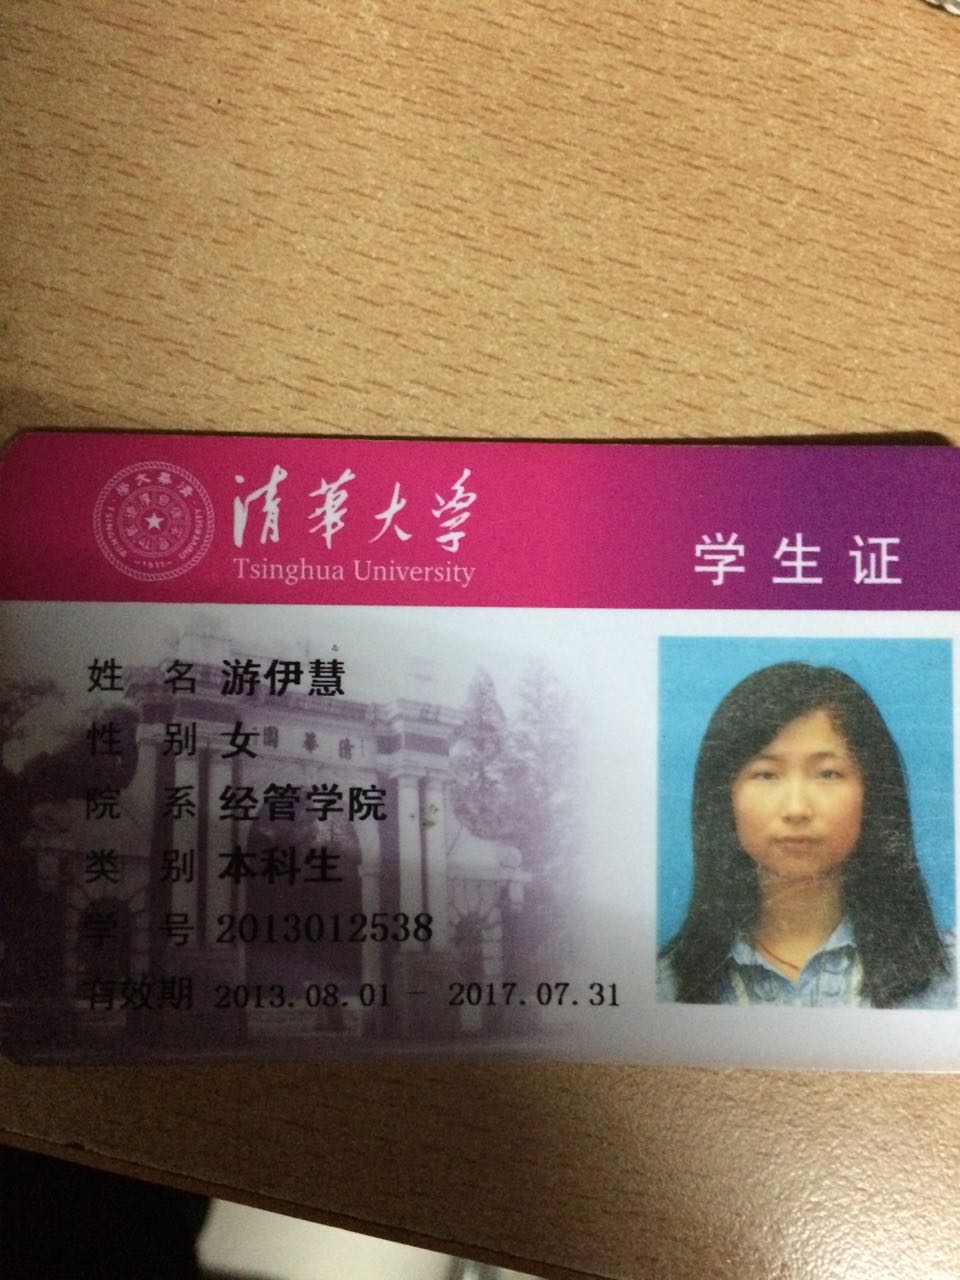 清华大学
Tsinghua University
学生证
姓 名 游伊慧
性 别 女
院 系 经管学院
类 别 本科生
学 号 2013012538
有效期 2013.08.01 - 2017.07.31